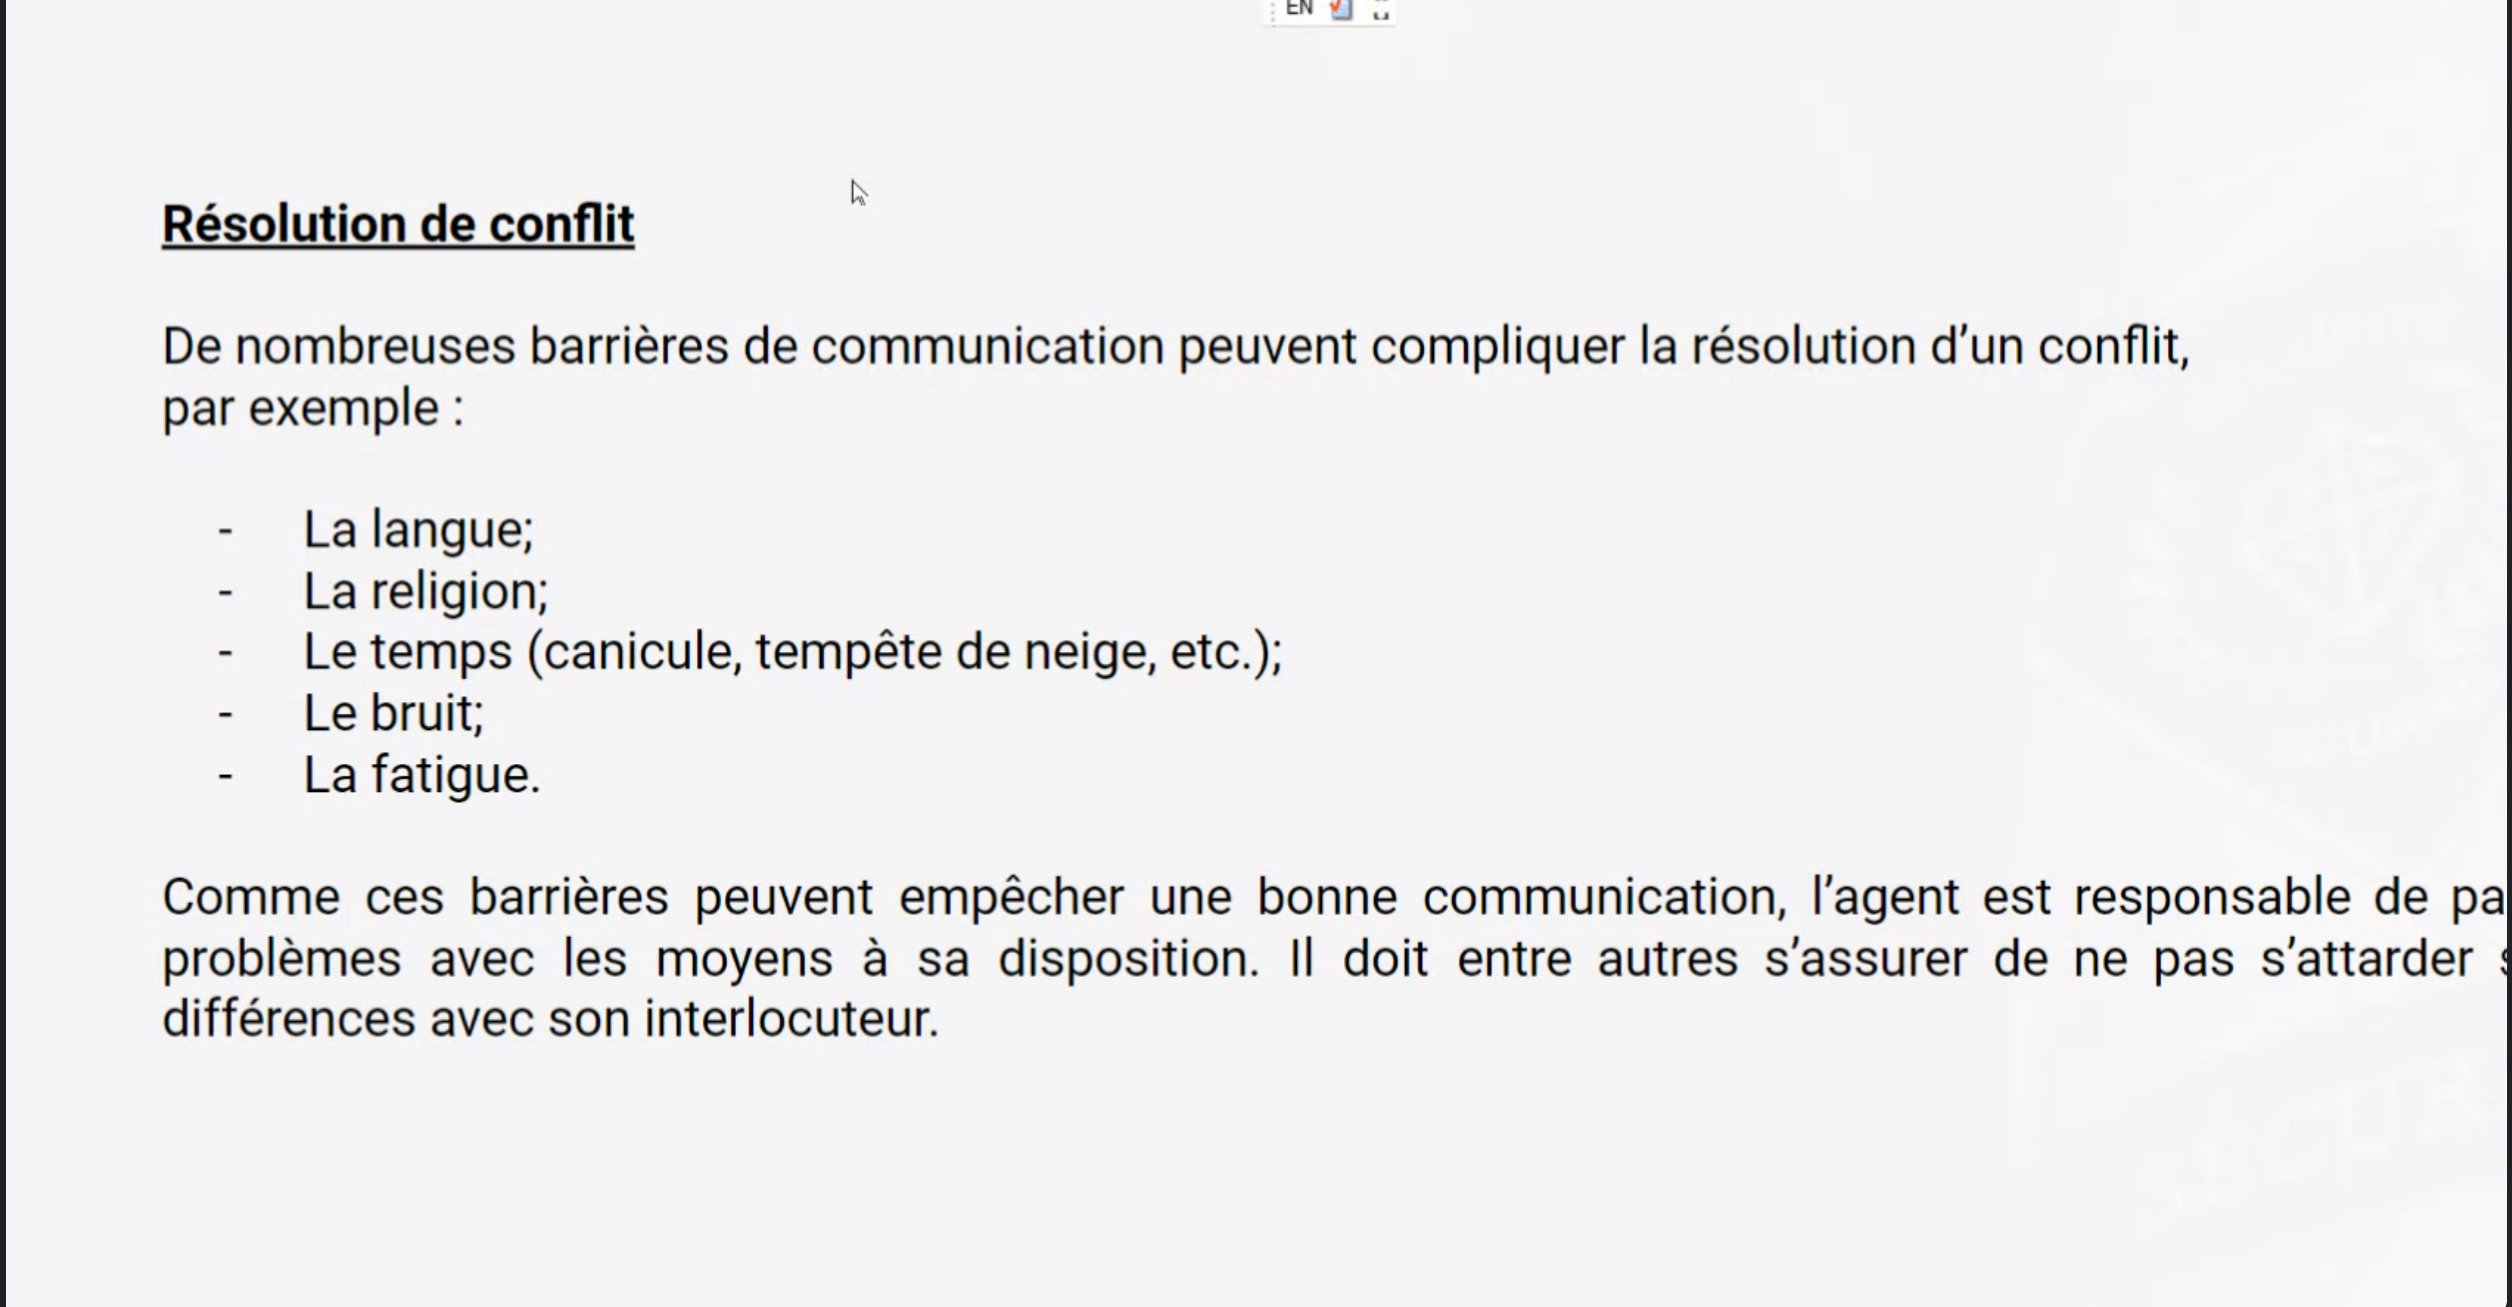 EN
Résolution de conflit
De nombreuses barrières de communication peuvent compliquer la résolution d’un conflit,
par exemple :
- La langue;
- La religion;
- Le temps (canicule, tempête de neige, etc.);
- Le bruit;
- La fatigue.
Comme ces barrières peuvent empêcher une bonne communication, l’agent est responsable de
problèmes avec les moyens à sa disposition. Il doit entre autres s’assurer de ne pas s’attarder
différences avec son interlocuteur.